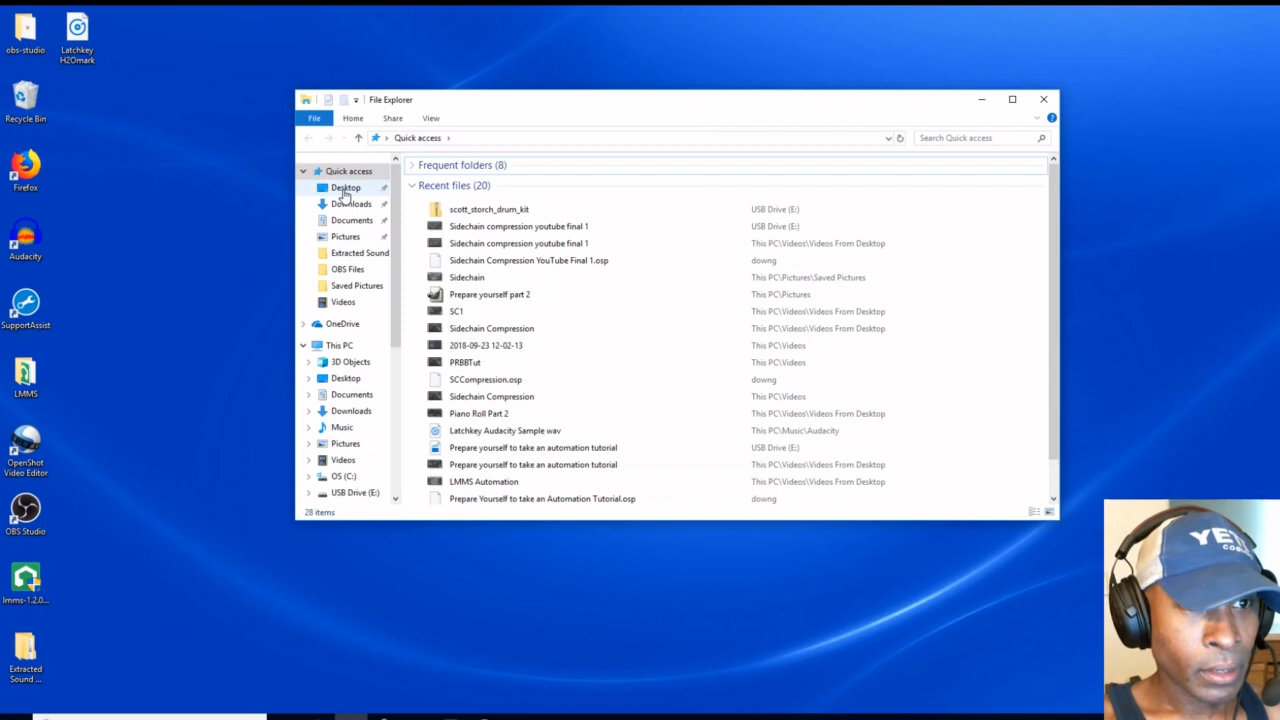 obs-studio
Latchkey
H2Omark
Recycle Bin
Firefox
Audacity
SupportAssist
LMMS
OpenShot
Video Editor
OBS Studio
lmms-1.2.0...
Extracted
Sound ...
File Explorer
File Home Share View
Quick access
Search Quick access
Quick access
Desktop
Downloads
Documents
Pictures
Extracted Sound
OBS Files
Saved Pictures
Videos
OneDrive
This PC
3D Objects
Desktop
Documents
Downloads
Music
Pictures
Videos
OS (C:)
USB Drive (E:)
Frequent folders (8)
Recent files (20)
scott_storch_drum_kit USB Drive (E:)
Sidechain compression youtube final 1 USB Drive (E:)
Sidechain compression youtube final 1 This PC\Videos\Videos From Desktop
Sidechain Compression YouTube Final 1.osp downg
Sidechain This PC\Pictures\Saved Pictures
Prepare yourself part 2 This PC\Pictures
SC1 This PC\Videos\Videos From Desktop
Sidechain Compression This PC\Videos\Videos From Desktop
2018-09-23 12-02-13 This PC\Videos
PRBBTut This PC\Videos
SCCompression.osp downg
Sidechain Compression This PC\Videos
Piano Roll Part 2 This PC\Videos\Videos From Desktop
Latchkey Audacity Sample wav This PC\Music\Audacity
Prepare yourself to take an automation tutorial USB Drive (E:)
Prepare yourself to take an automation tutorial This PC\Videos\Videos From Desktop
LMMS Automation This PC\Videos\Videos From Desktop
Prepare Yourself to take an Automation Tutorial.osp downg
28 items